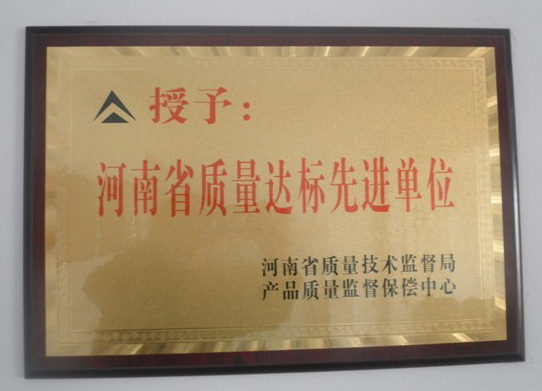 授予：
河南省质量达标先进单位
河南省质量技术监督局
产品质量监督保偿中心